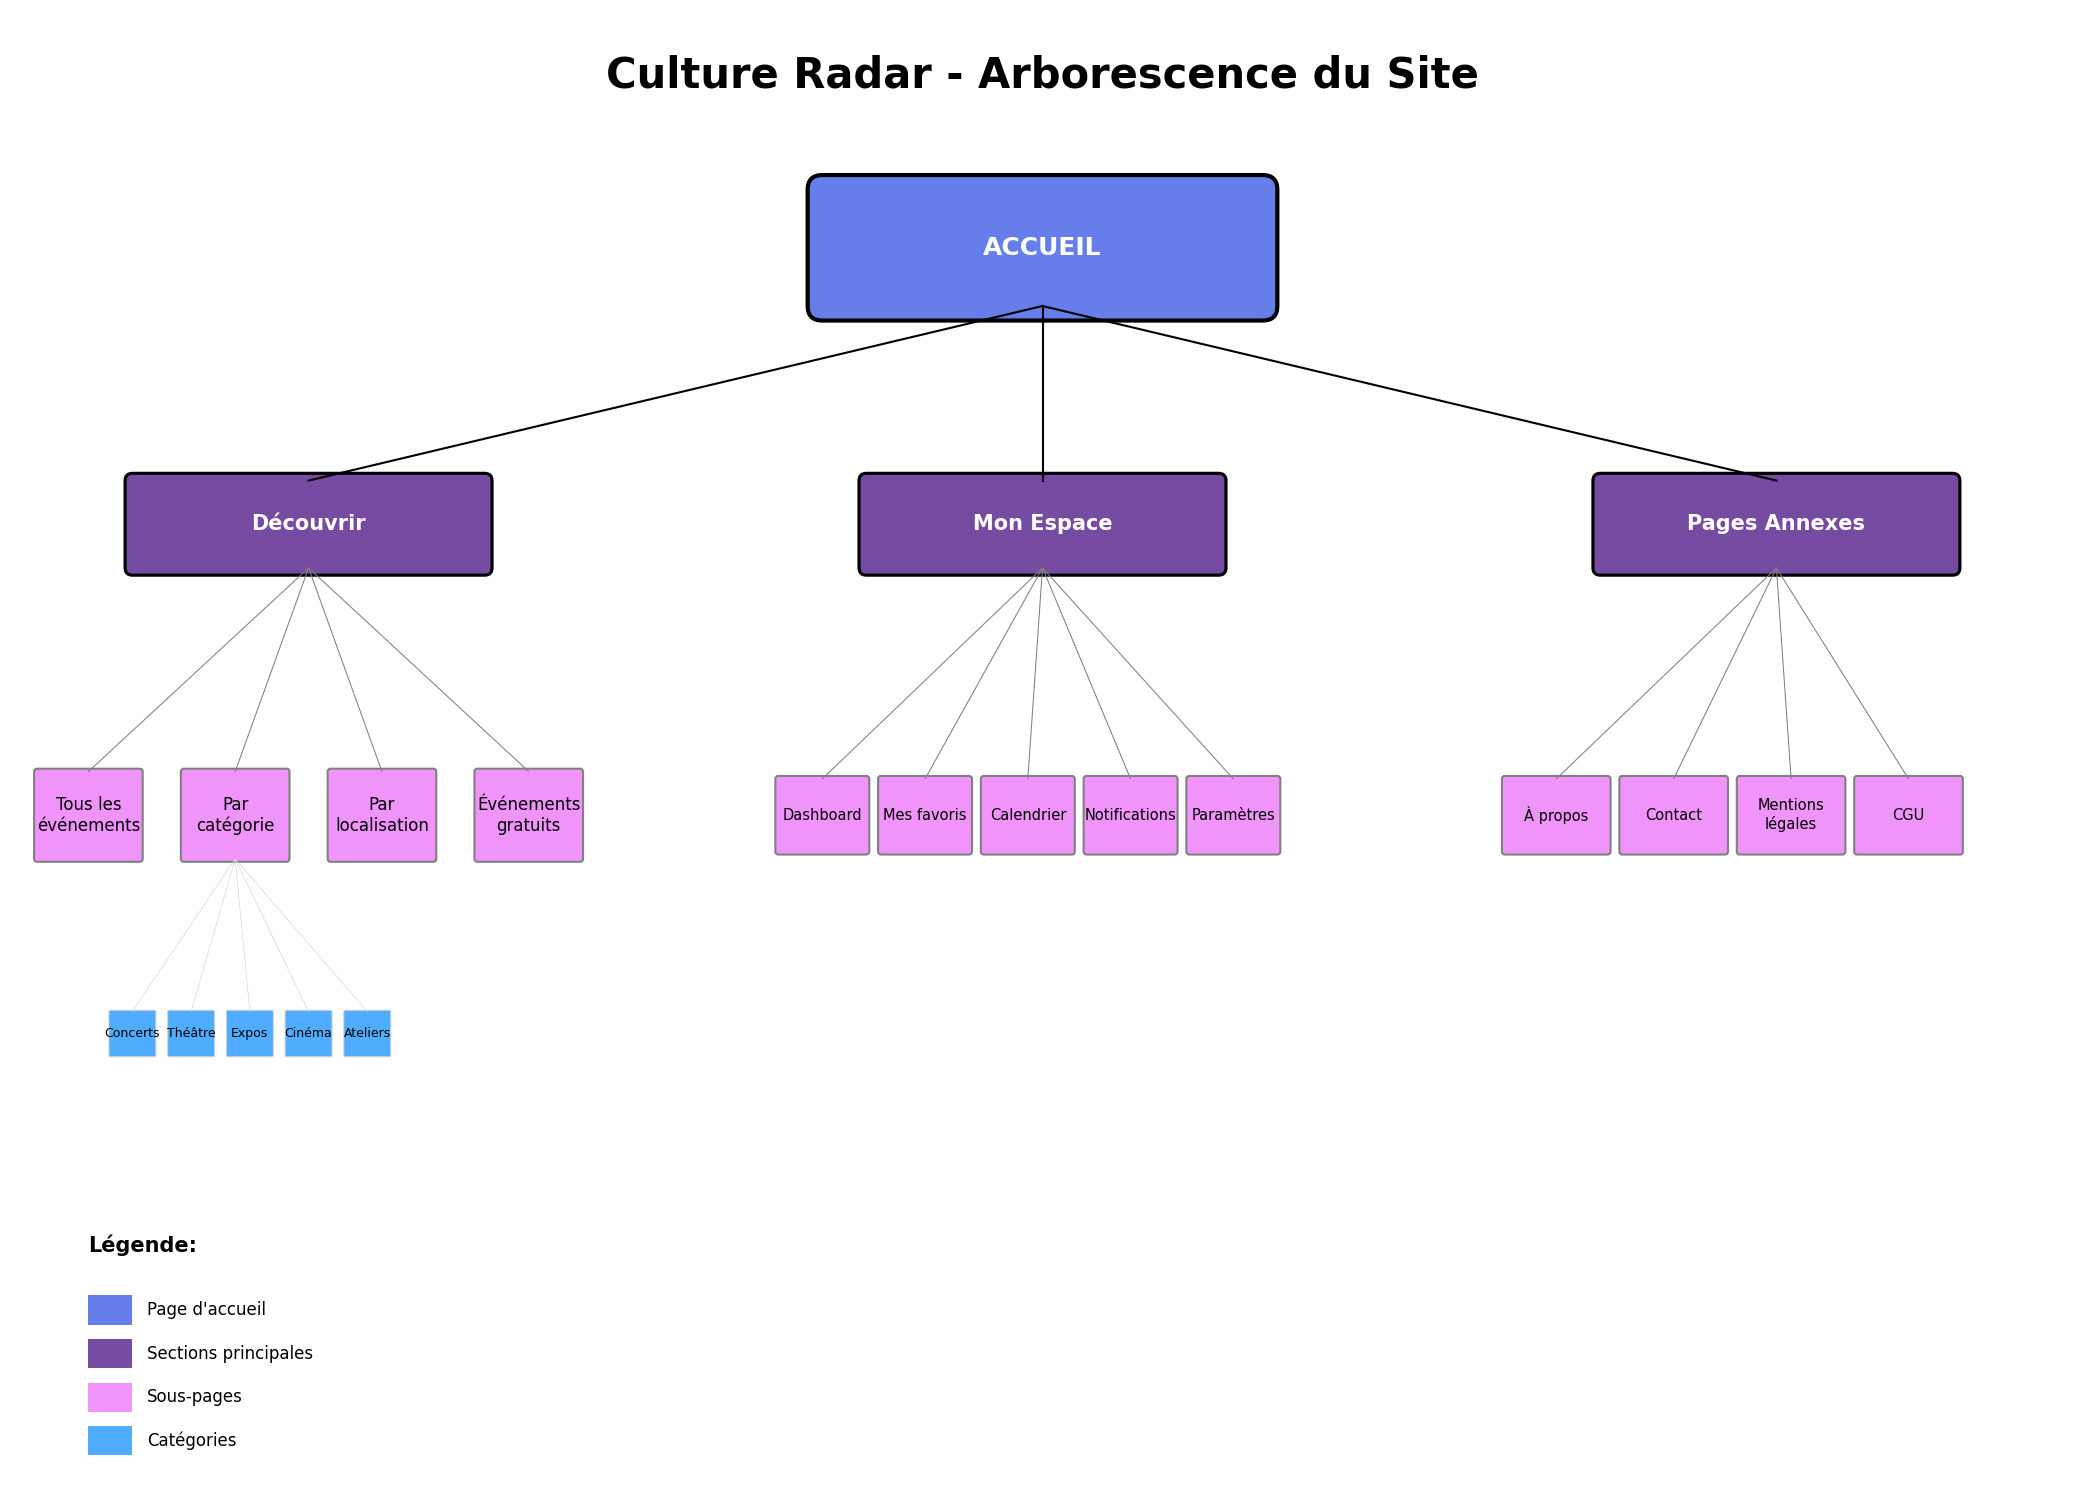 Culture Radar - Arborescence du Site
ACCUEIL
Découvrir
Mon Espace
Pages Annexes
Tous les
événements
Par
catégorie
Par
localisation
Événements
gratuits
Dashboard
Mes favoris
Calendrier
Notifications
Paramètres
À propos
Contact
Mentions
légales
CGU
Concerts
Théâtre
Expos
Cinéma
Ateliers
Légende:
Page d'accueil
Sections principales
Sous-pages
Catégories